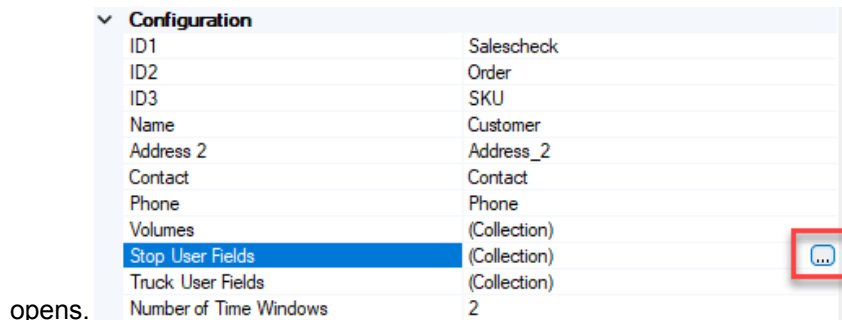 Configuration
ID1 Salescheck
ID2 Order
ID3 SKU
Name Customer
Address 2 Address_2
Contact Contact
Phone Phone
Volumes (Collection)
Stop User Fields (Collection) ...
Truck User Fields (Collection)
opens. Number of Time Windows 2